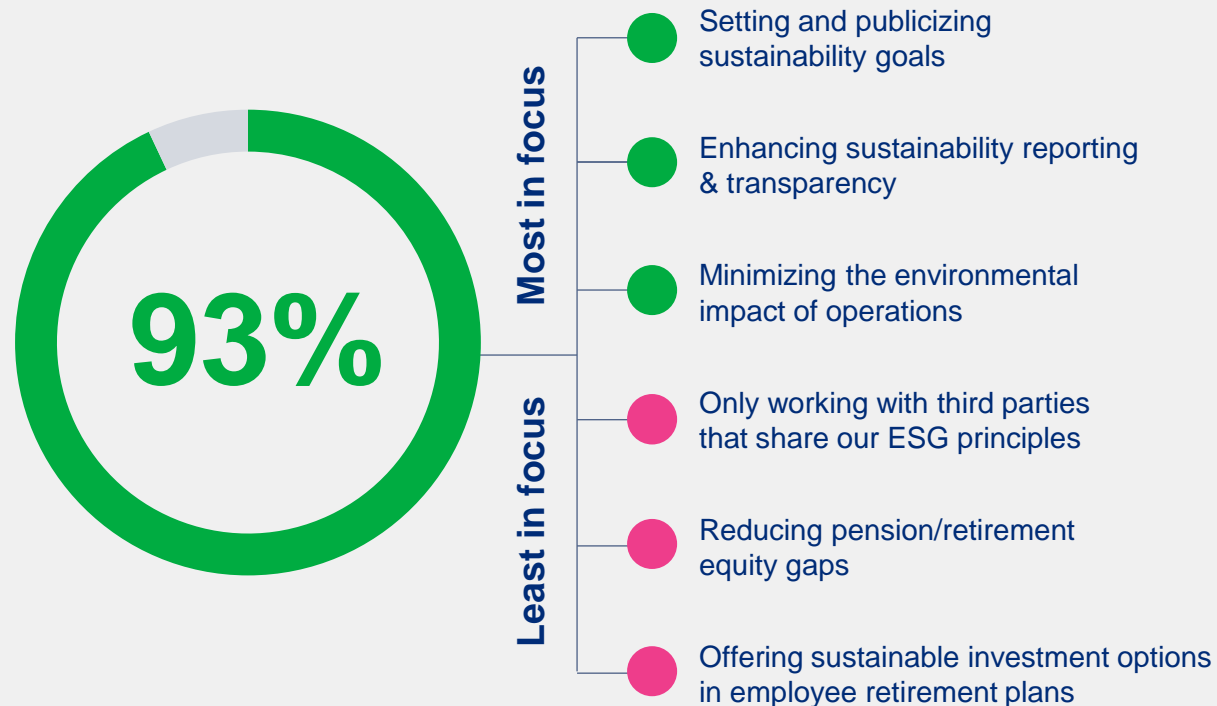 93%
Most in focus
Setting and publicizing
sustainability goals
Enhancing sustainability reporting
& transparency
Minimizing the environmental
impact of operations
Least in focus
Only working with third parties
that share our ESG principles
Reducing pension/retirement
equity gaps
Offering sustainable investment options
in employee retirement plans